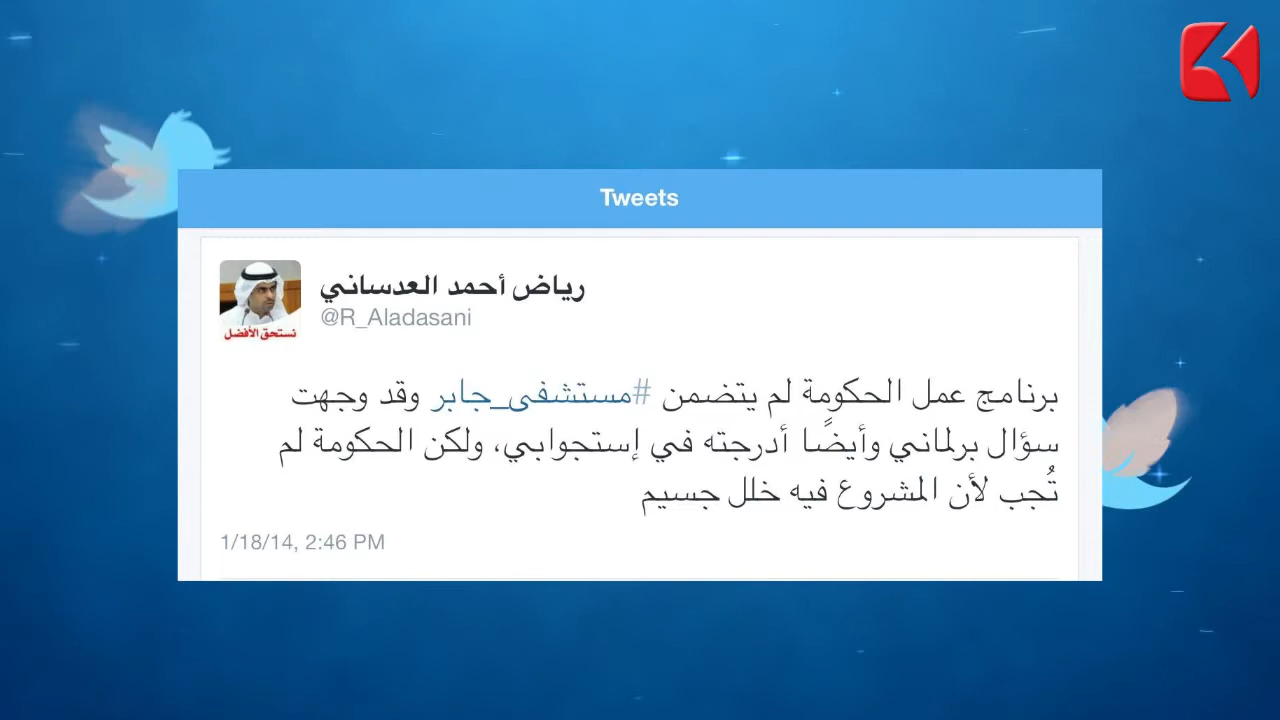 Tweets
رياض أحمد العدساني
@R_Aladasani
نستحق الأفضل
برنامج عمل الحكومة لم يتضمن #مستشفى_جابر وقد وجهت
سؤال برلماني وأيضًا أدرجته في إستجوابي، ولكن الحكومة لم
تُجب لأن المشروع فيه خلل جسيم
1/18/14, 2:46 PM